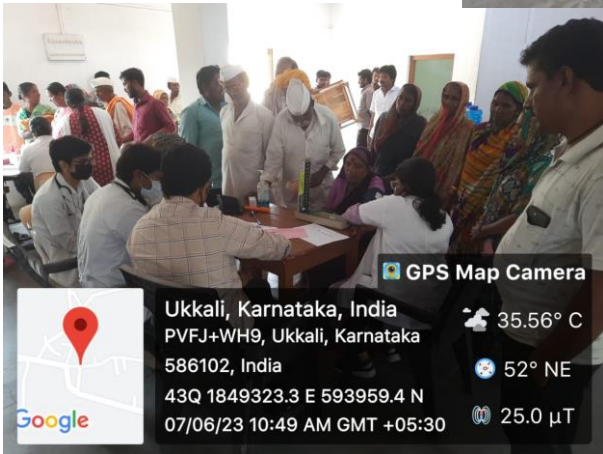 GPS Map Camera
Ukkali, Karnataka, India
PVFJ+WH9, Ukkali, Karnataka
586102, India
43Q 1849323.3 E 593959.4 N
07/06/23 10:49 AM GMT +05:30
35.56° C
52° NE
25.0 µT
Google